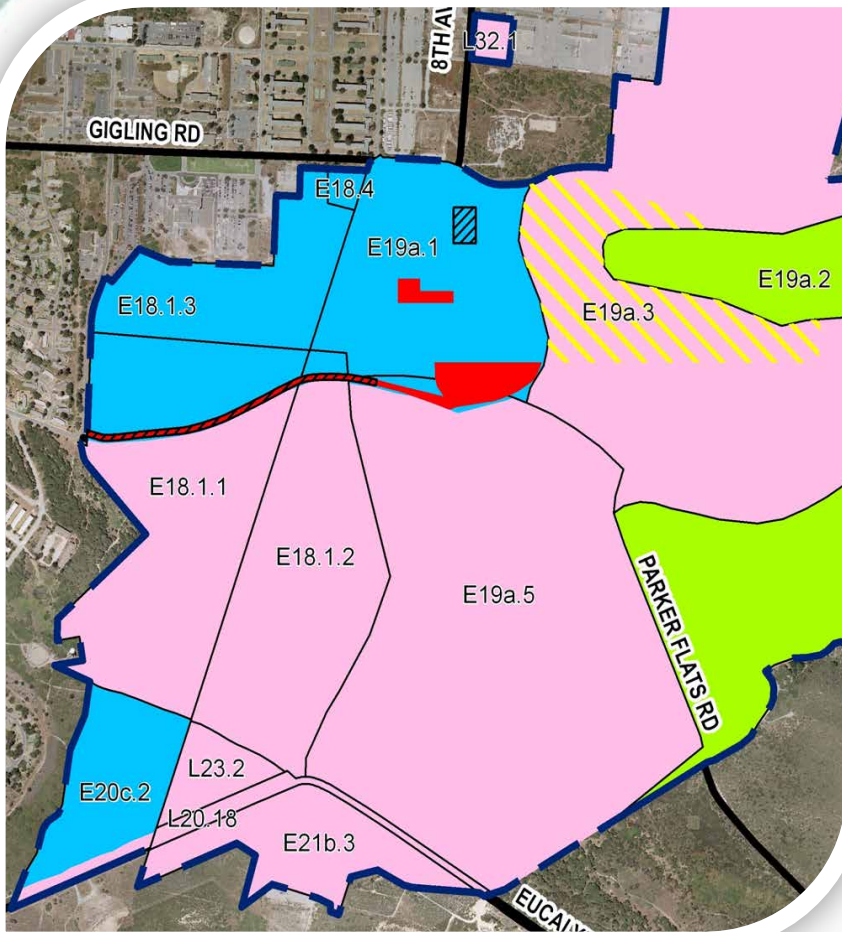 8TH AV
L32.1
GIGLING RD
E18.4
E19a.1
E19a.2
E18.1.3
E19a.3
E18.1.1
E18.1.2
E19a.5
PARKER FLATS RD
L23.2
E20c.2
L20.18
E21b.3
EUCALY